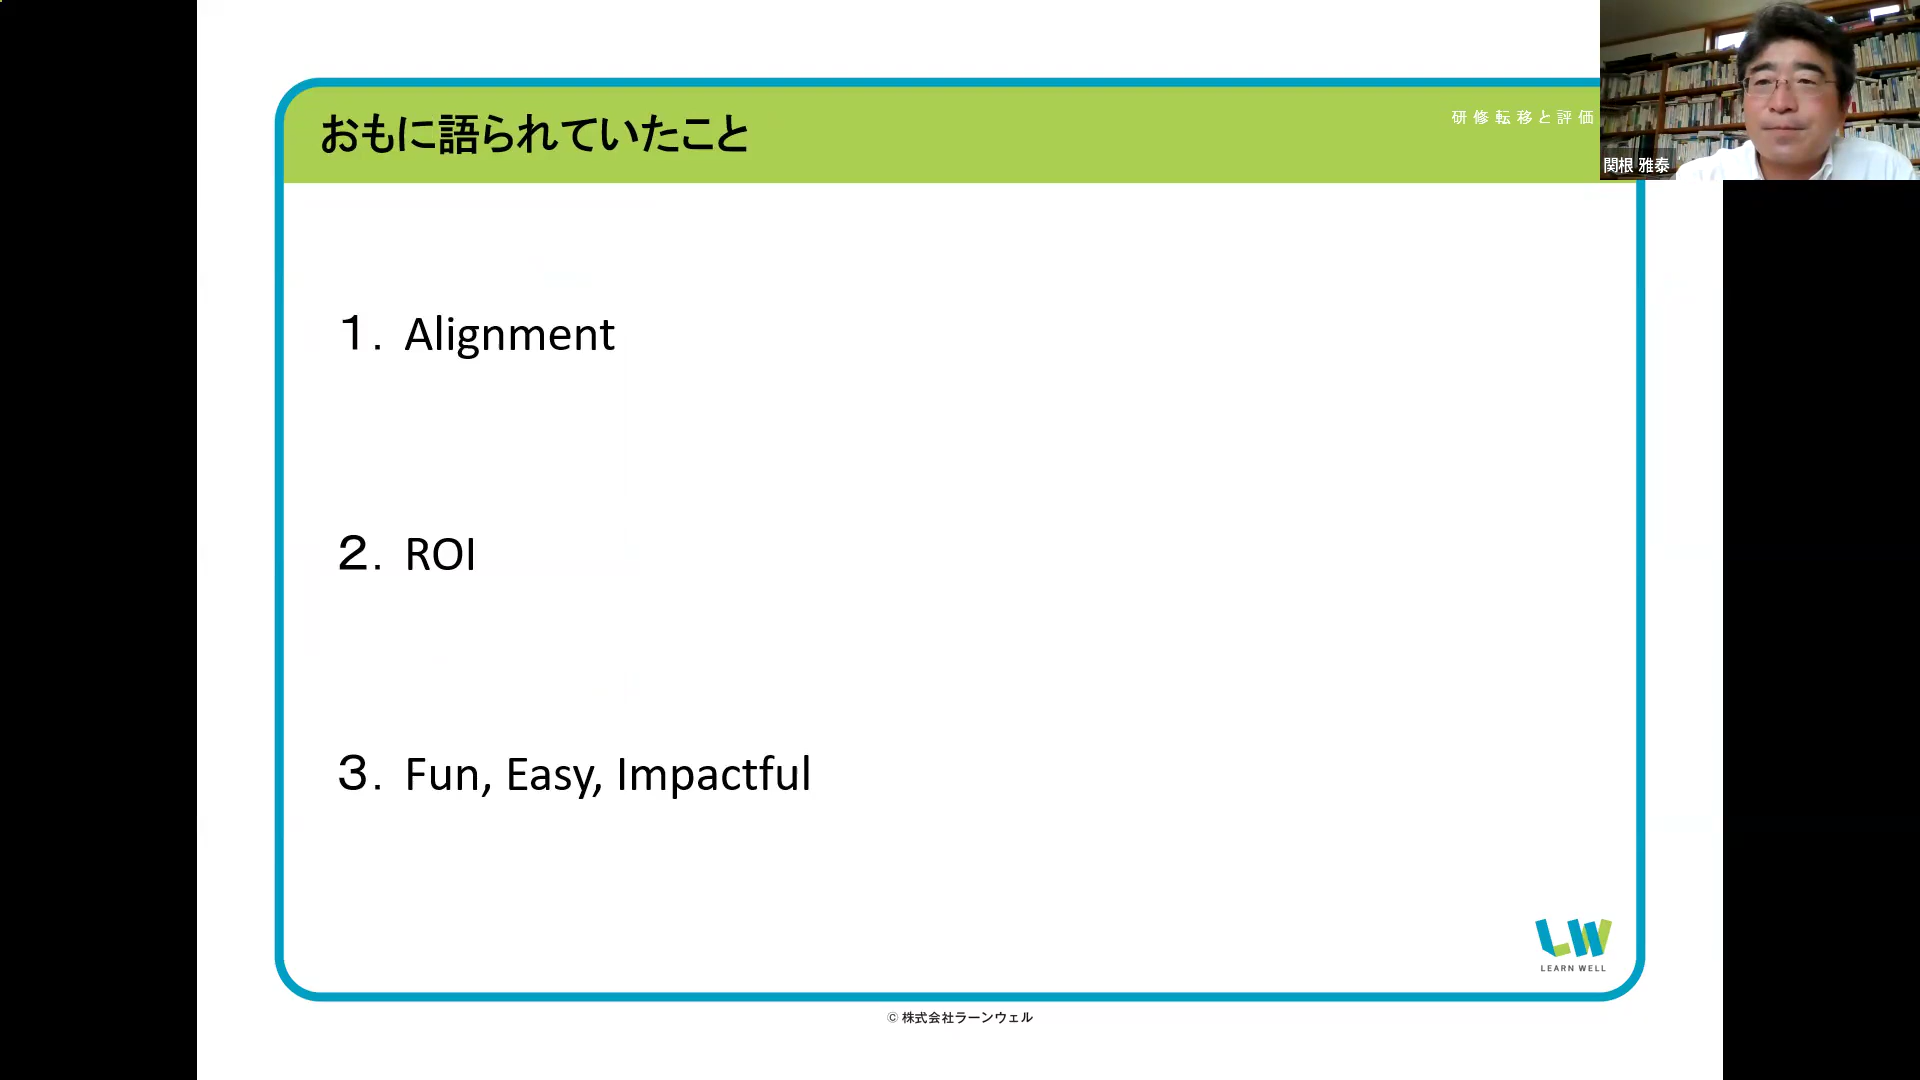 おもに語られていたこと
研修転移と評価
関根 雅泰
１．Alignment
２．ROI
３．Fun, Easy, Impactful
LW
LEARN WELL
© 株式会社ラーンウェル